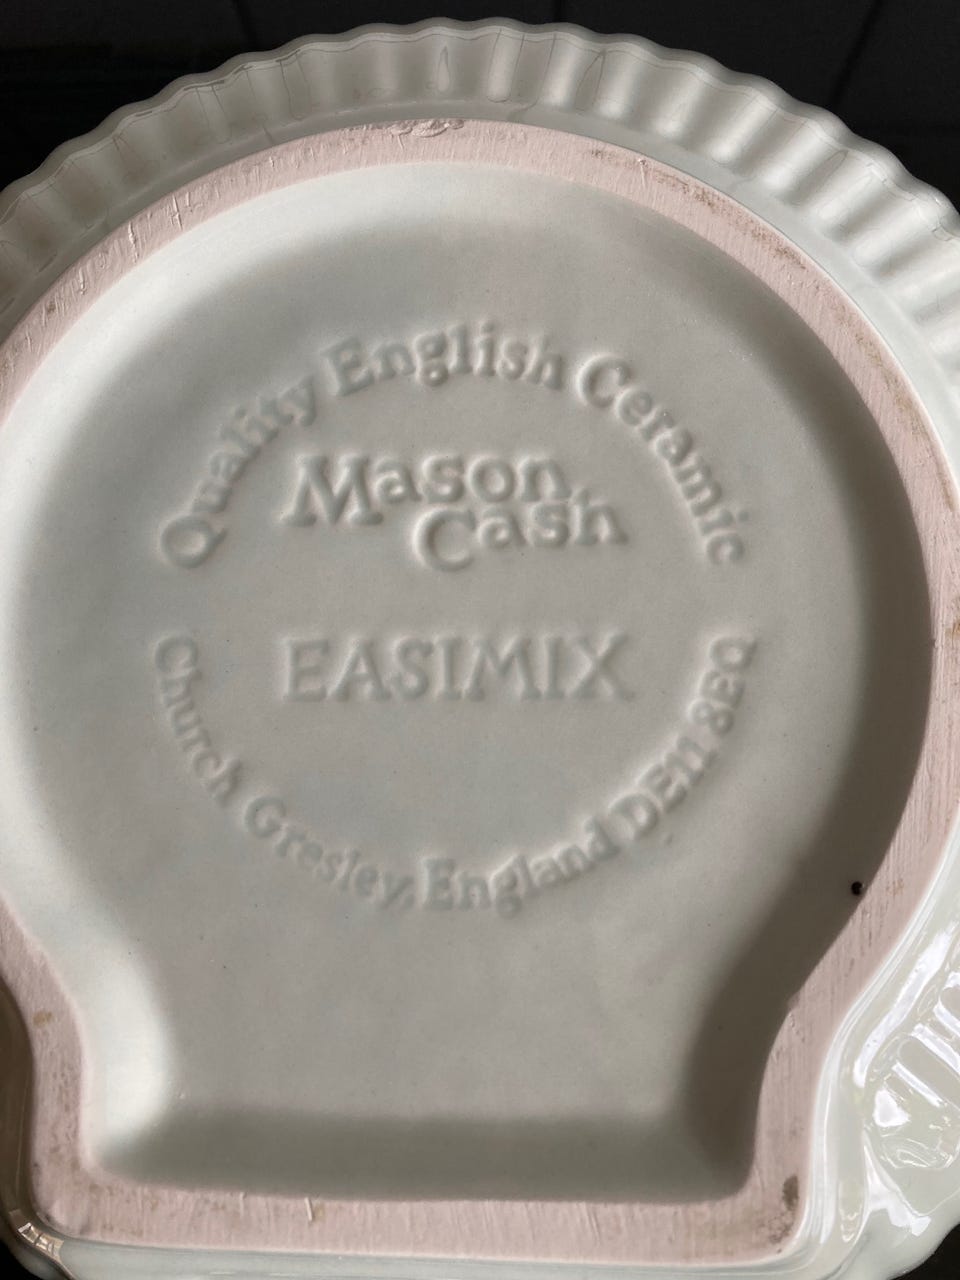 Quality English Ceramic
Mason
Cash
EASIMIX
Church Gresley, England DE11 8EQ